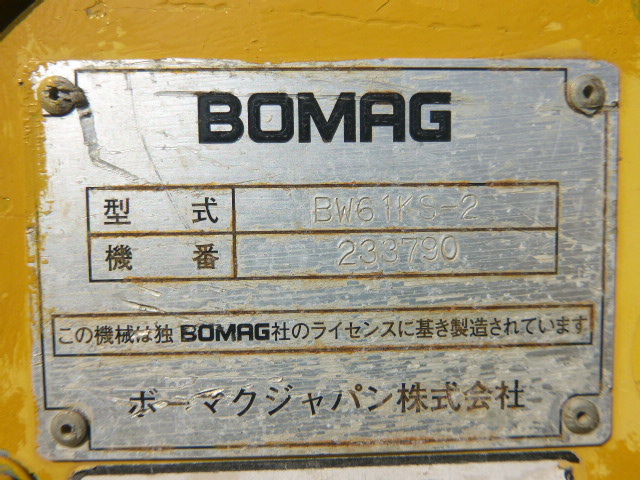 BOMAG
型式 BW61KS-2
機番 233790
この機械は独BOMAG社のライセンスに基き製造されています
ボーマクジャパン株式会社